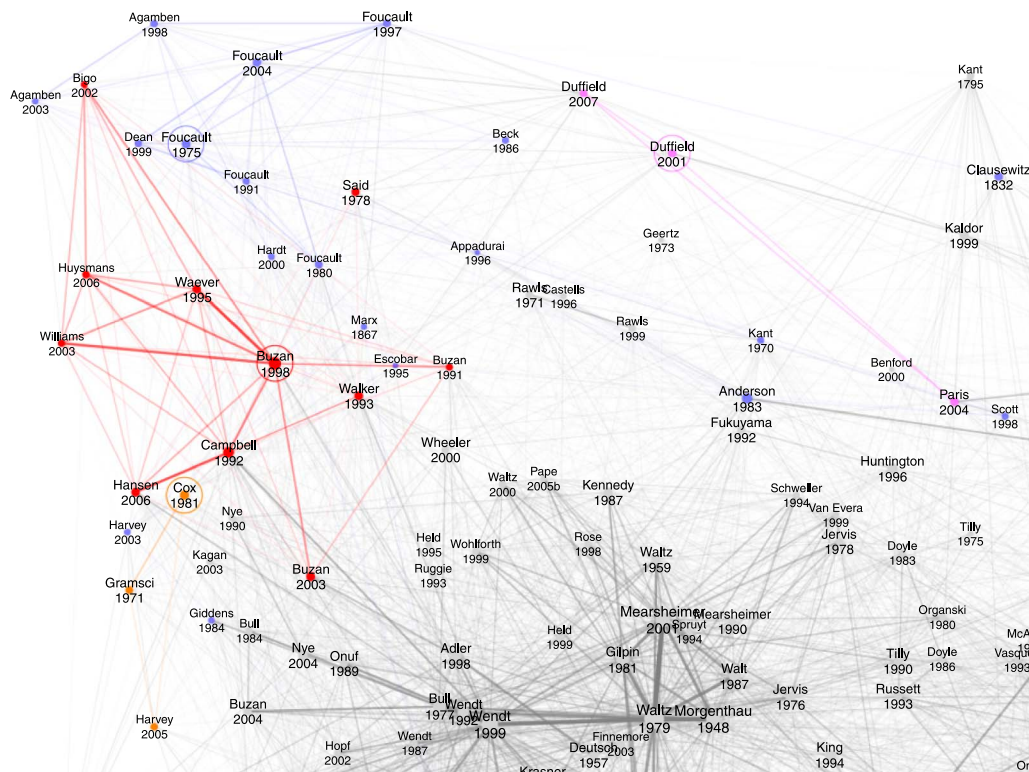 Agamben
1998
Foucault
1997
Foucault
2004
Bigo
2002
Agamben
2003
Duffield
2007
Kant
1795
Dean
1999
Foucault
1975
Beck
1986
Duffield
2001
Foucault
1991
Said
1978
Clausewitz
1832
Geertz
1973
Kaldor
1999
Hardt
2000
Foucault
1980
Appadurai
1996
Huysmans
2006
Waever
1995
Rawls
1971
Castells
1996
Williams
2003
Marx
1867
Rawls
1999
Kant
1970
Buzan
1998
Escobar
1995
Buzan
1991
Benford
2000
Walker
1993
Anderson
1983
Paris
2004
Scott
1998
Fukuyama
1992
Campbell
1992
Wheeler
2000
Huntington
1996
Hansen
2006
Cox
1981
Waltz
2000
Pape
2005b
Kennedy
1987
Schweller
1994
Nye
1990
Van Evera
1999
Harvey
2003
Jervis
1978
Tilly
1975
Held
1995
Wohlforth
1999
Rose
1998
Doyle
1983
Kagan
2003
Waltz
1959
Buzan
2003
Ruggie
1993
Gramsci
1971
Giddens
1984
Bull
1984
Mearsheimer
2001
Spruyt
1994
Mearsheimer
1990
Organski
1980
Held
1999
McA
Nye
2004
Onuf
1989
Adler
1998
Gilpin
1981
Walt
1987
Tilly
1990
Doyle
1986
Vasqu
1993
Buzan
2004
Bull
1977
Wendt
1992
Wendt
1999
Jervis
1976
Russett
1993
Waltz
1979
Morgenthau
1948
Harvey
2005
Hopf
2002
Wendt
1987
Finnemore
2003
Deutsch
1957
King
1994
Krasner